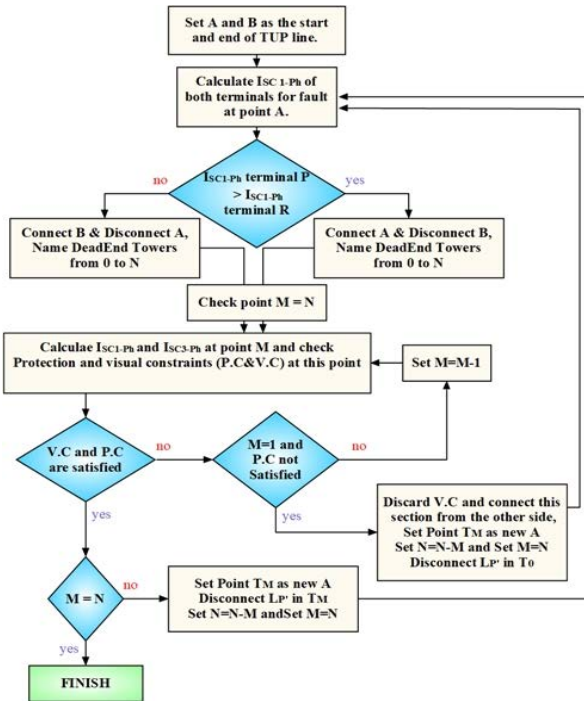 Set A and B as the start
and end of TUP line.
Calculate ISC 1-Ph of
both terminals for fault
at point A.
ISC1-Ph terminal P
> ISC1-Ph
terminal R
no
yes
Connect B & Disconnect A,
Name DeadEnd Towers
from 0 to N
Connect A & Disconnect B,
Name DeadEnd Towers
from 0 to N
Check point M = N
Calculae ISC1-Ph and ISC3-Ph at point M and check
Protection and visual constraints (P.C&V.C) at this point
Set M=M-1
V.C and P.C
are satisfied
no
M=1 and
P.C not
Satisfied
no
yes
yes
Discard V.C and connect this
section from the other side,
Set Point TM as new A
Set N=N-M and Set M=N
Disconnect LP' in T0
M = N
no
Set Point TM as new A
Disconnect LP' in TM
Set N=N-M andSet M=N
yes
FINISH